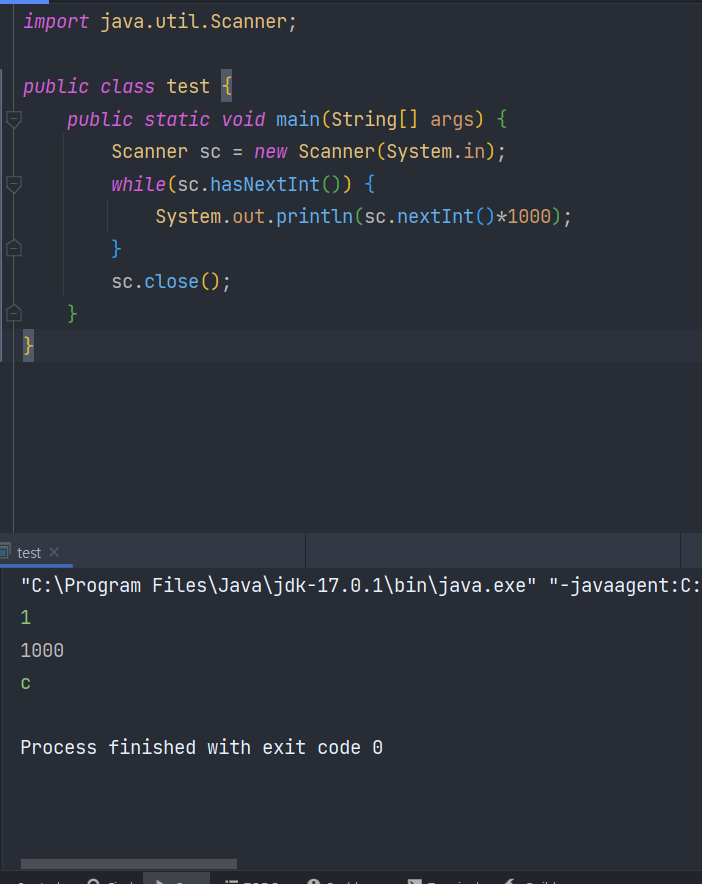 import java.util.Scanner;
public class test {
    public static void main(String[] args) {
        Scanner sc = new Scanner(System.in);
        while(sc.hasNextInt()) {
            System.out.println(sc.nextInt()*1000);
        }
        sc.close();
    }
}
test
"C:\Program Files\Java\jdk-17.0.1\bin\java.exe" "-javaagent:C:
1
1000
c
Process finished with exit code 0